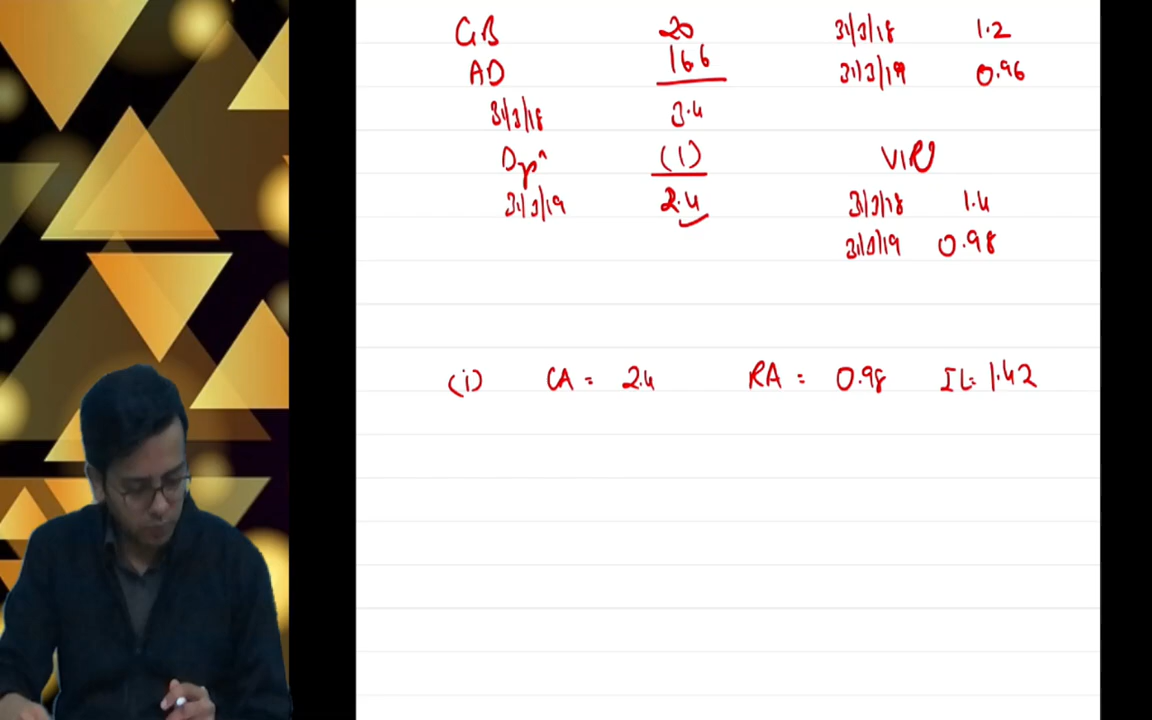 GB 20 31/3/18 1.2
AD 16.6 31/3/19 0.96
31/3/18 3.4
Depn (1) VIU
31/3/19 2.4 31/3/18 1.4
31/3/19 0.98
(i) CA = 2.4 RA = 0.98 IL = 1.42